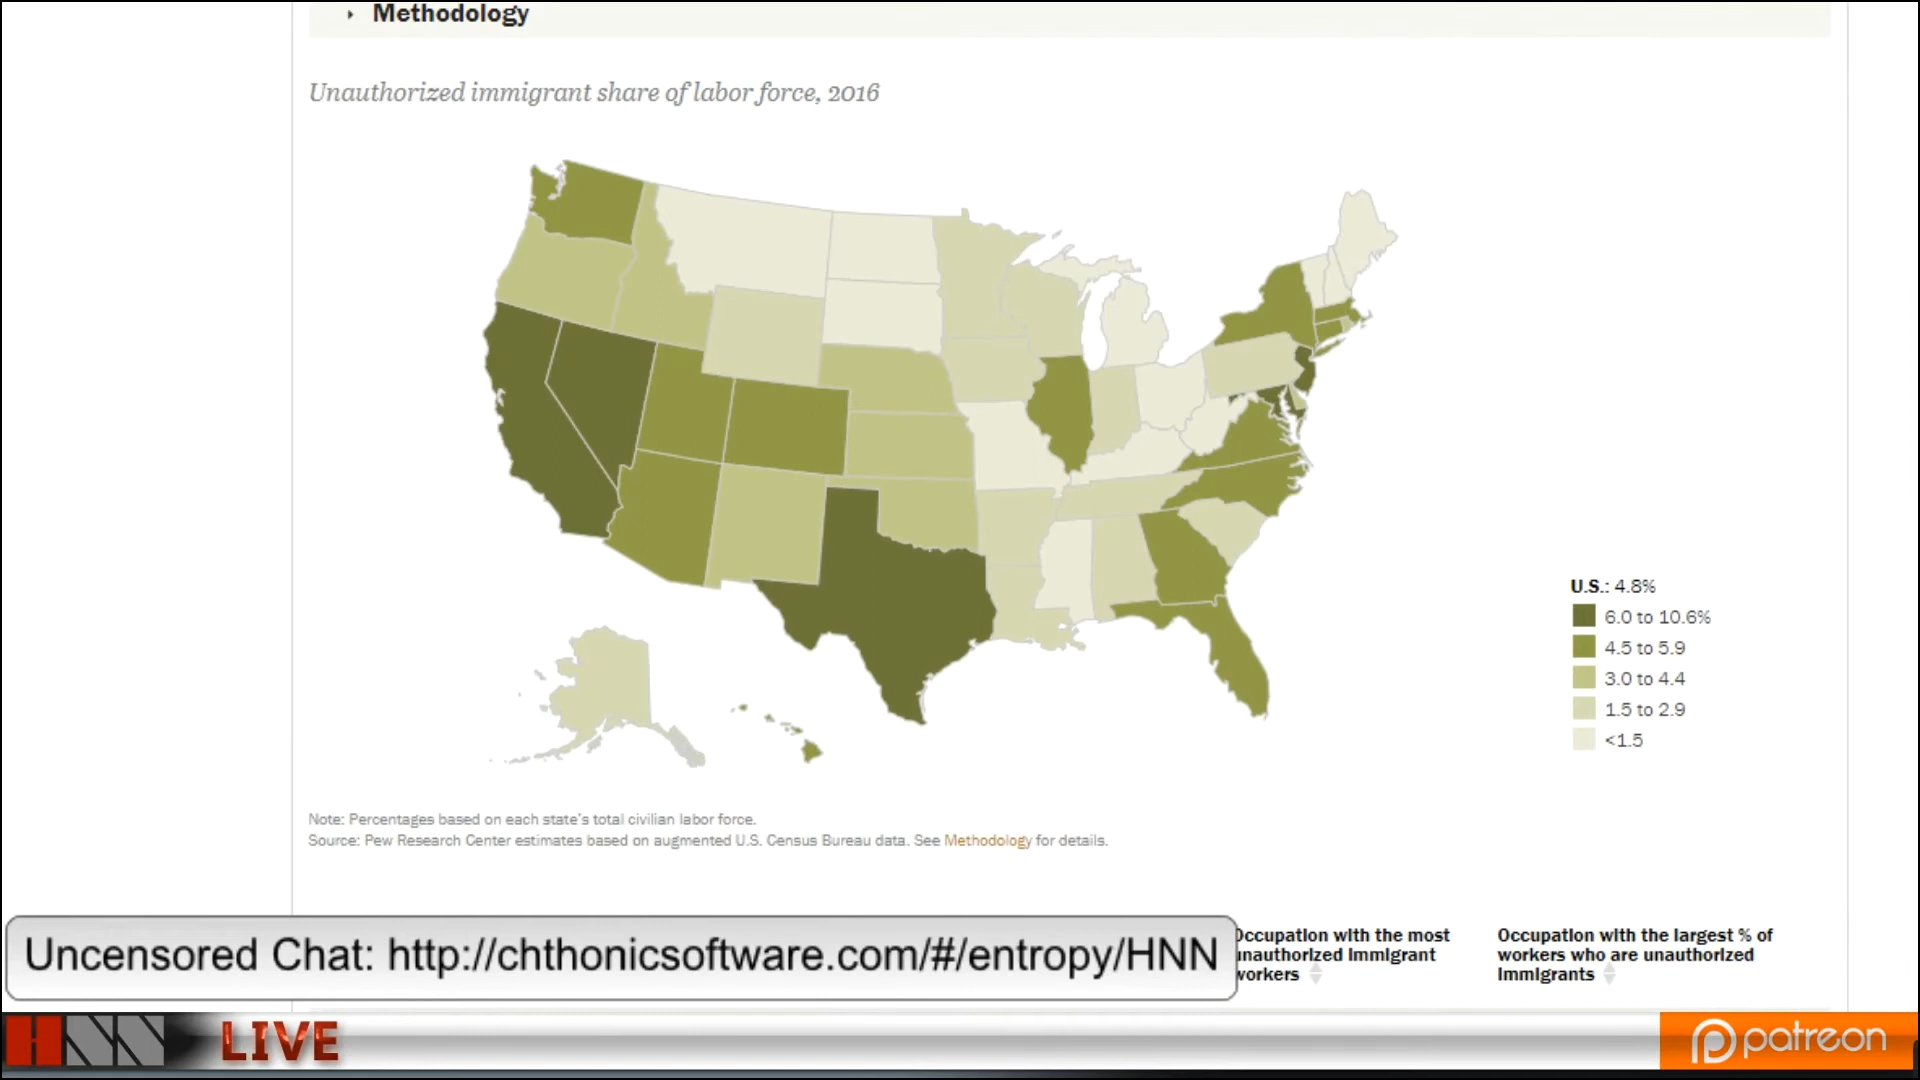 Methodology
Unauthorized immigrant share of labor force, 2016
U.S.: 4.8%
6.0 to 10.6%
4.5 to 5.9
3.0 to 4.4
1.5 to 2.9
<1.5
Note: Percentages based on each state's total civilian labor force.
Source: Pew Research Center estimates based on augmented U.S. Census Bureau data. See Methodology for details.
Occupation with the most
unauthorized immigrant
workers
Occupation with the largest % of
workers who are unauthorized
immigrants
Uncensored Chat: http://chthonicsoftware.com/#/entropy/HNN
HNN LIVE
patreon